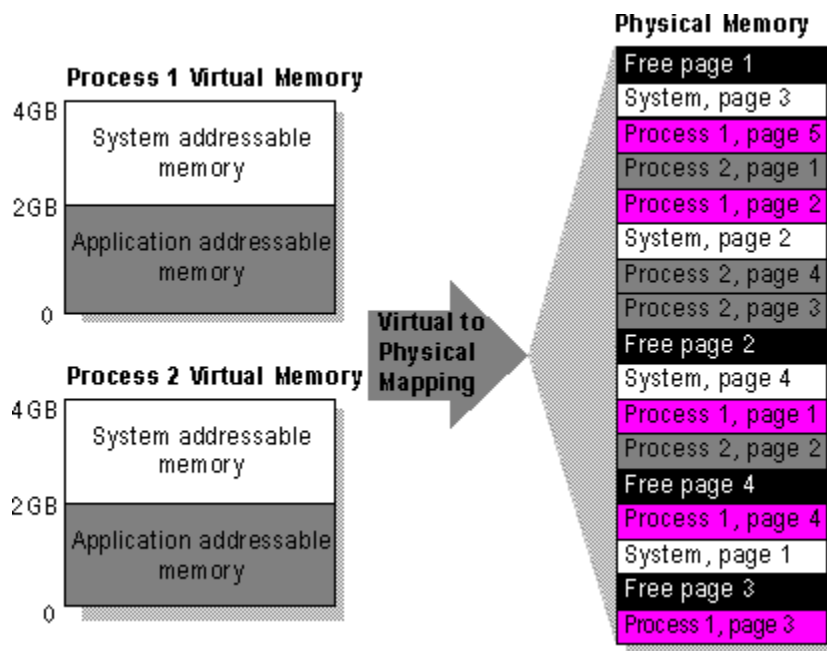 Physical Memory
Process 1 Virtual Memory
4GB
System addressable
memory
2GB
Application addressable
memory
0
Virtual to
Physical
Mapping
Process 2 Virtual Memory
4GB
System addressable
memory
2GB
Application addressable
memory
0
Free page 1
System, page 3
Process 1, page 5
Process 2, page 1
Process 1, page 2
System, page 2
Process 2, page 4
Process 2, page 3
Free page 2
System, page 4
Process 1, page 1
Process 2, page 2
Free page 4
Process 1, page 4
System, page 1
Free page 3
Process 1, page 3